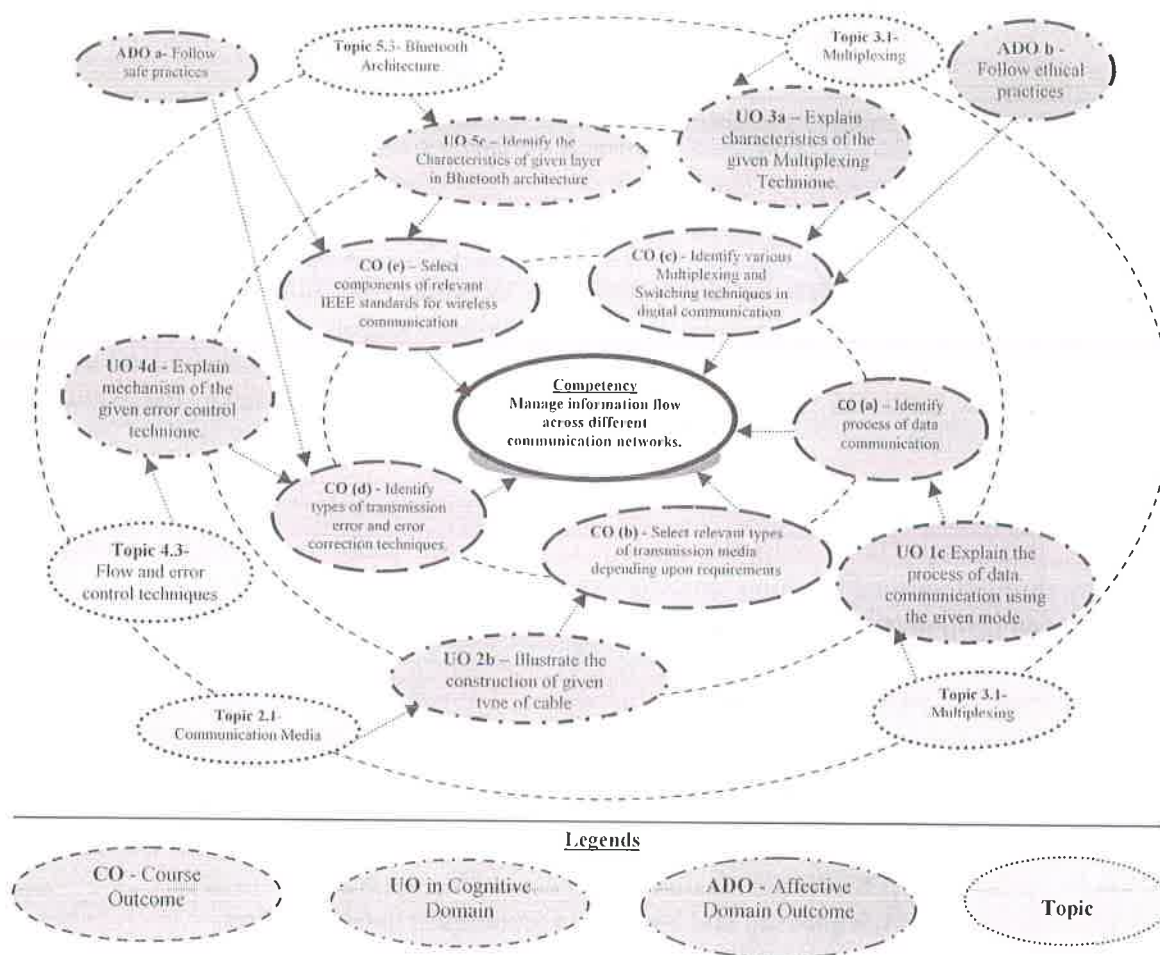 ADO a- Follow
safe practices
Topic 5.3- Bluetooth
Architecture
Topic 3.1-
Multiplexing
ADO b -
Follow ethical
practices
UO 5c – Identify the
Characteristics of given layer
in Bluetooth architecture
UO 3a – Explain
characteristics of the
given Multiplexing
Technique.
CO (e) – Select
components of relevant
IEEE standards for wireless
communication
CO (c) - Identify various
Multiplexing and
Switching techniques in
digital communication
UO 4d - Explain
mechanism of the
given error control
technique.
Competency
Manage information flow
across different
communication networks.
CO (a) – Identify
process of data
communication
CO (d) - Identify
types of transmission
error and error
correction techniques.
CO (b) - Select relevant types
of transmission media
depending upon requirements
UO 1c Explain the
process of data
communication using
the given mode.
Topic 4.3-
Flow and error
control techniques
UO 2b – Illustrate the
construction of given
type of cable
Topic 2.1-
Communication Media
Topic 3.1-
Multiplexing
Legends
CO - Course
Outcome
UO in Cognitive
Domain
ADO - Affective
Domain Outcome
Topic